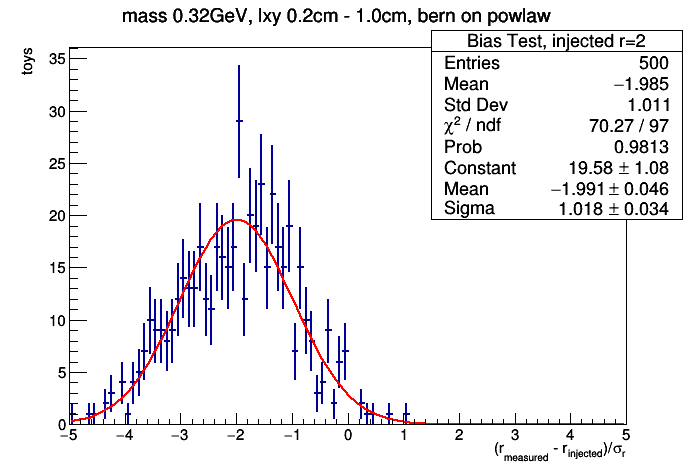 mass 0.32GeV, lxy 0.2cm - 1.0cm, bern on powlaw
Bias Test, injected r=2
Entries 500
Mean −1.985
Std Dev 1.011
χ² / ndf 70.27 / 97
Prob 0.9813
Constant 19.58 ± 1.08
Mean −1.991 ± 0.046
Sigma 1.018 ± 0.034
toys
35
30
25
20
15
10
5
0
−5 −4 −3 −2 −1 0 1 2 3 4 5
(r_measured - r_injected)/σ_r